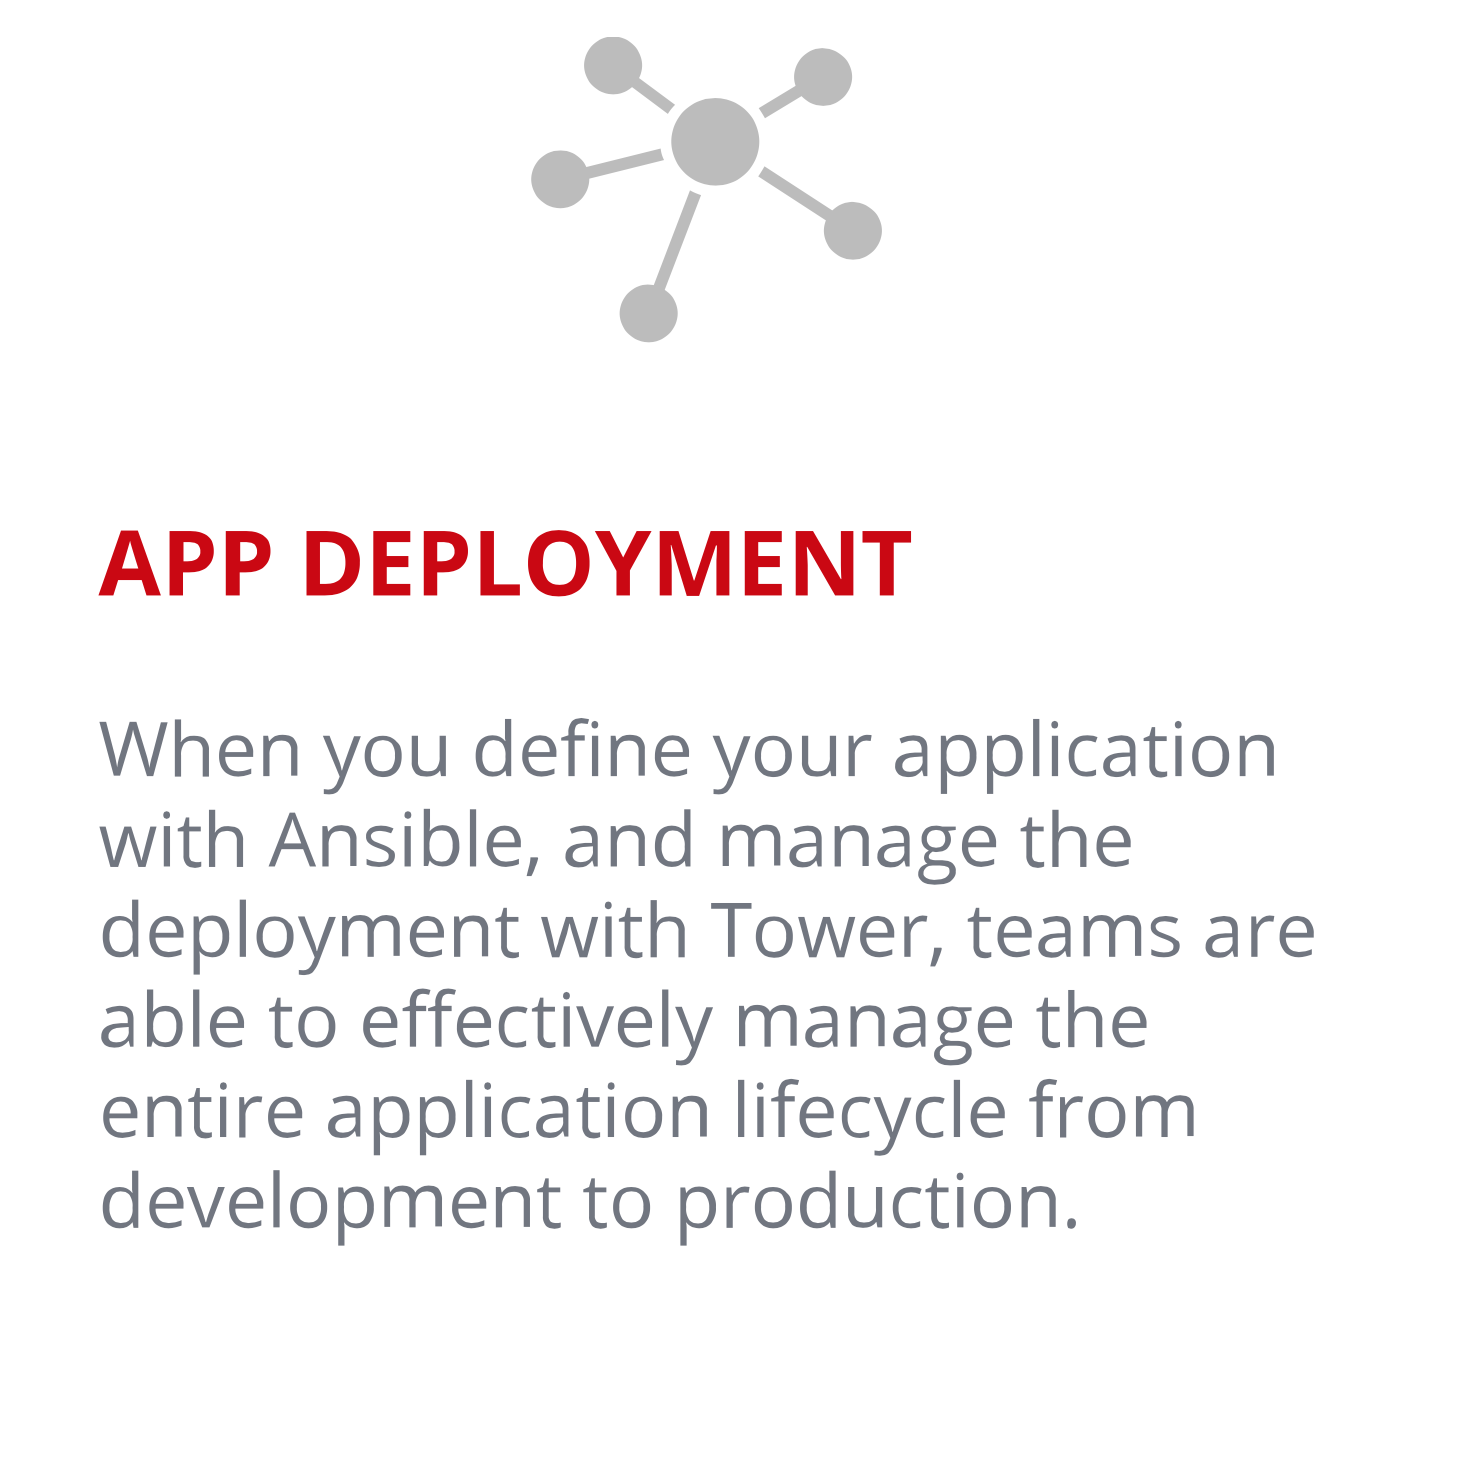 APP DEPLOYMENT
When you define your application
with Ansible, and manage the
deployment with Tower, teams are
able to effectively manage the
entire application lifecycle from
development to production.